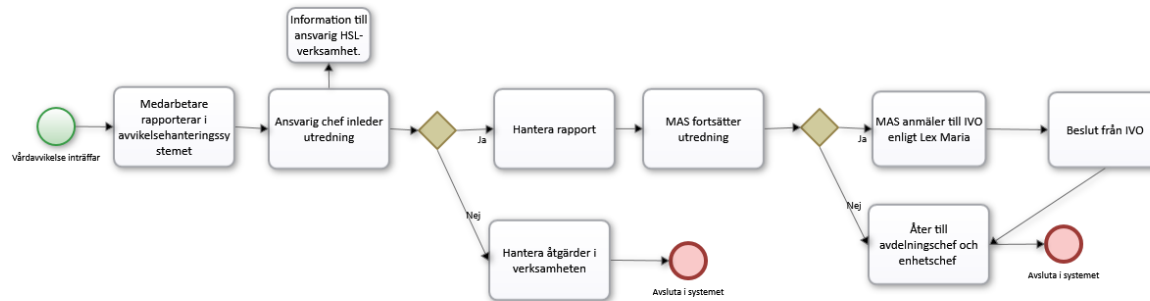 Information till
ansvarig HSL-
verksamhet.
Vårdavvikelse inträffar
Medarbetare
rapporterar i
avvikelsehanteringssy
stemet
Ansvarig chef inleder
utredning
Ja
Hantera rapport
MAS fortsätter
utredning
Ja
MAS anmäler till IVO
enligt Lex Maria
Beslut från IVO
Nej
Hantera åtgärder i
verksamheten
Avsluta i systemet
Nej
Åter till
avdelningschef och
enhetschef
Avsluta i systemet